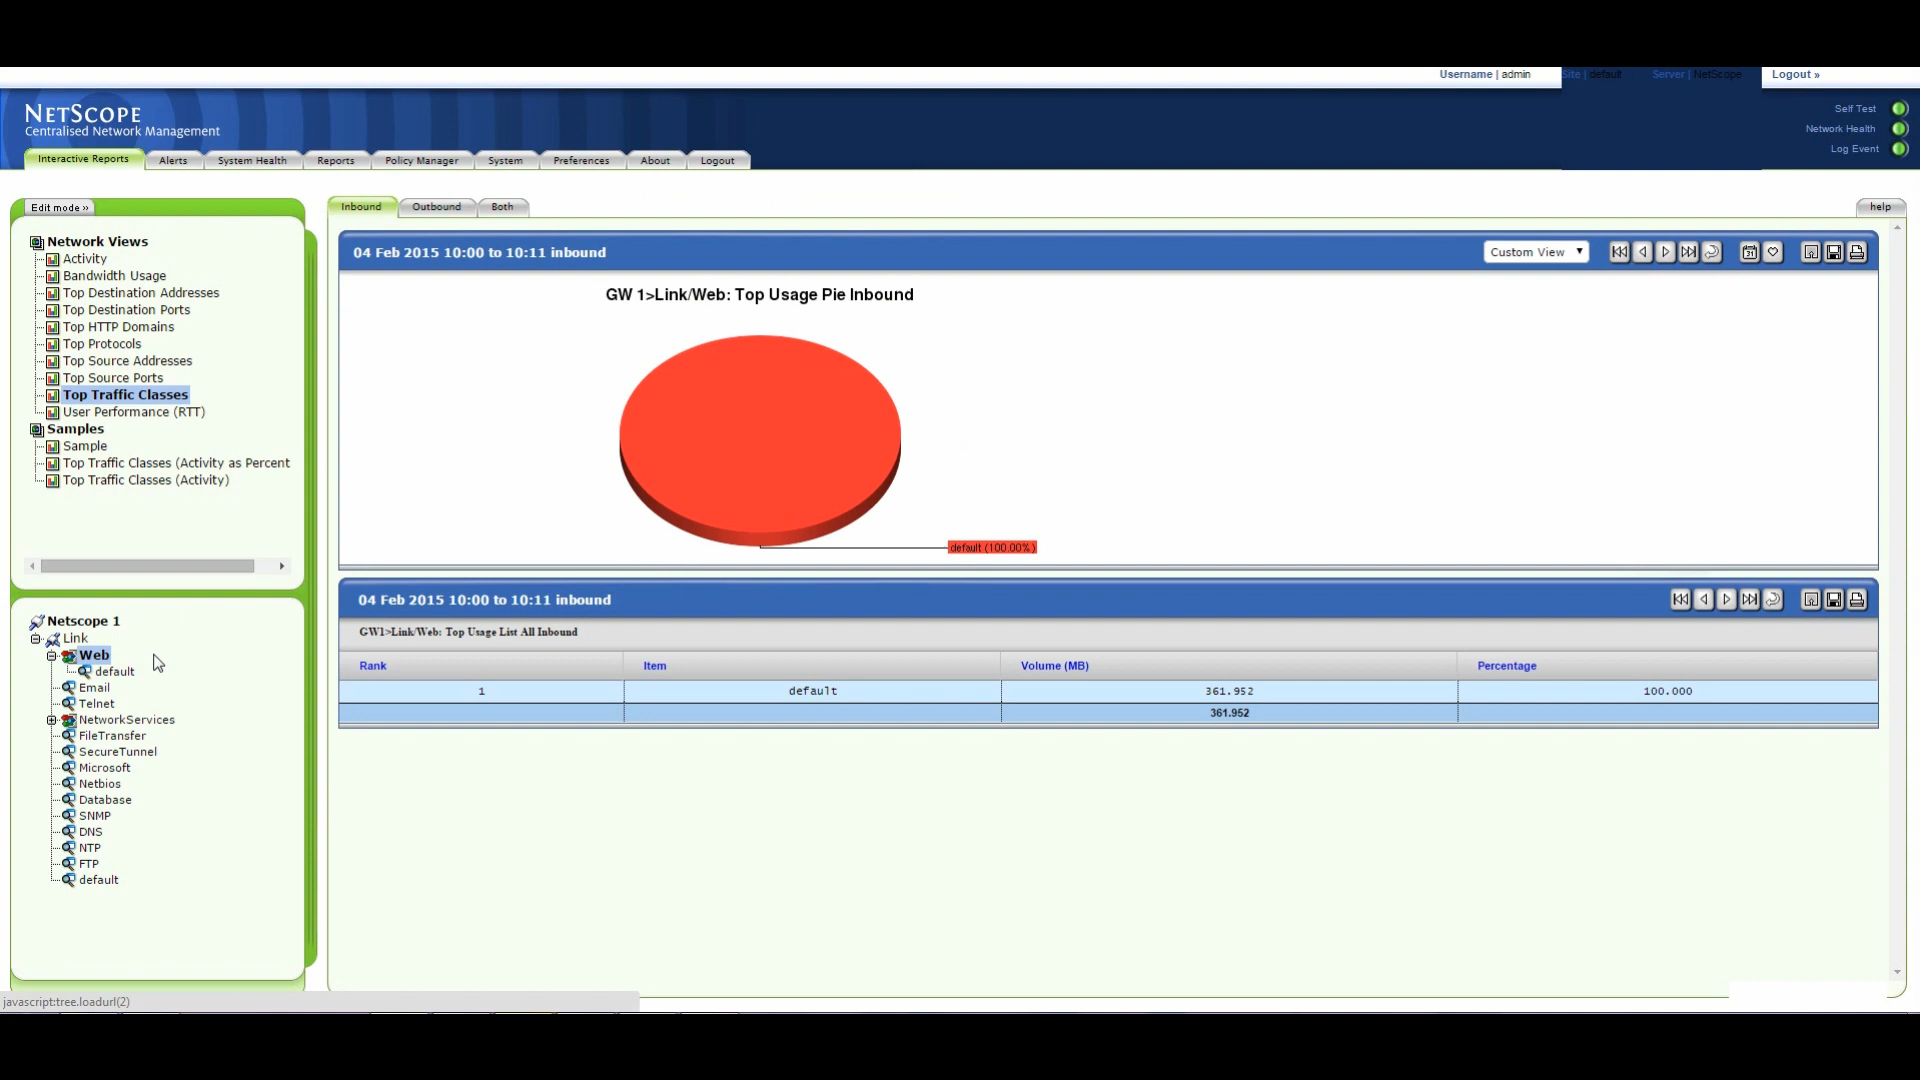 Username | admin
Site | default
Server | NetScope
Logout »
NETSCOPE
Centralised Network Management
Self Test
Network Health
Log Event
Interactive Reports
Alerts
System Health
Reports
Policy Manager
System
Preferences
About
Logout
Edit mode »
Network Views
Activity
Bandwidth Usage
Top Destination Addresses
Top Destination Ports
Top HTTP Domains
Top Protocols
Top Source Addresses
Top Source Ports
Top Traffic Classes
User Performance (RTT)
Samples
Sample
Top Traffic Classes (Activity as Percent
Top Traffic Classes (Activity)
Netscope 1
Link
Web
default
Email
Telnet
NetworkServices
FileTransfer
SecureTunnel
Microsoft
Netbios
Database
SNMP
DNS
NTP
FTP
default
javascript:tree.loadurl(2)
Inbound
Outbound
Both
help
04 Feb 2015 10:00 to 10:11 inbound
Custom View
31
GW 1>Link/Web: Top Usage Pie Inbound
default (100.00%)
04 Feb 2015 10:00 to 10:11 inbound
GW1>Link/Web: Top Usage List All Inbound
Rank Item Volume (MB) Percentage
1 default 361.952 100.000
361.952